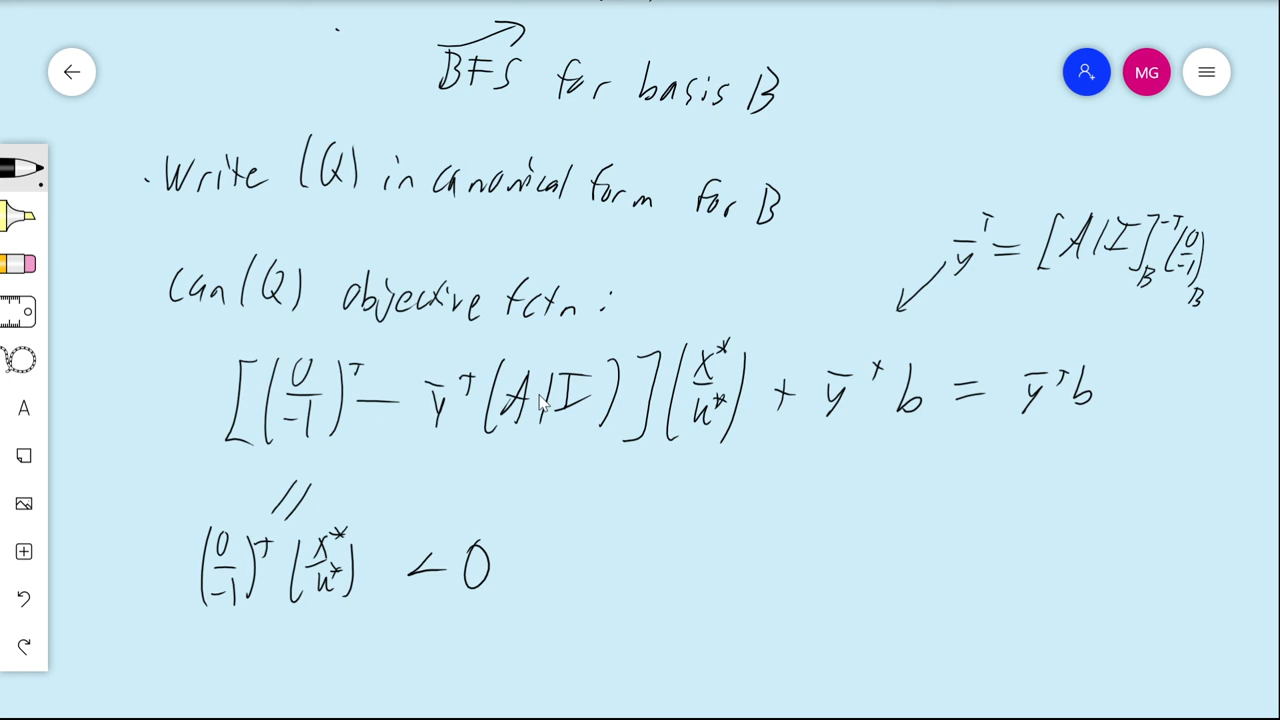 BFS for basis B
MG
. Write (Q) in canonical form for B
ȳᵀ = [A/I]_B^{-T} (0/-1)_B
Can(Q) objective fctn :
[(0/-1)ᵀ - ȳᵀ(A/I)](x*/u*) + ȳᵀb = ȳᵀb
//
(0/-1)ᵀ(x*/u*) < 0
A